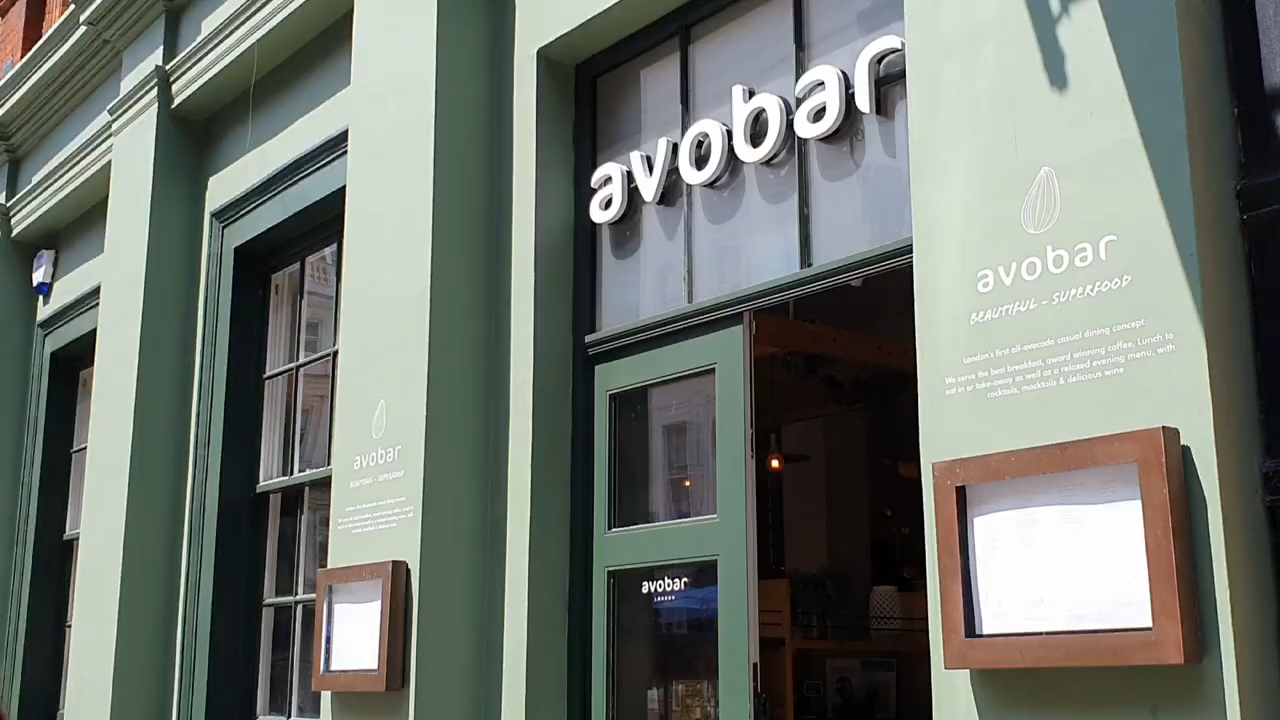 avobar
avobar
BEAUTIFUL - SUPERFOOD
London's first all-avocado casual dining concept.
We serve the best breakfast, award winning coffee, Lunch to
eat in or take-away as well as a relaxed evening menu, with
cocktails, mocktails & delicious wine
avobar
BEAUTIFUL - SUPERFOOD
avobar
LONDON